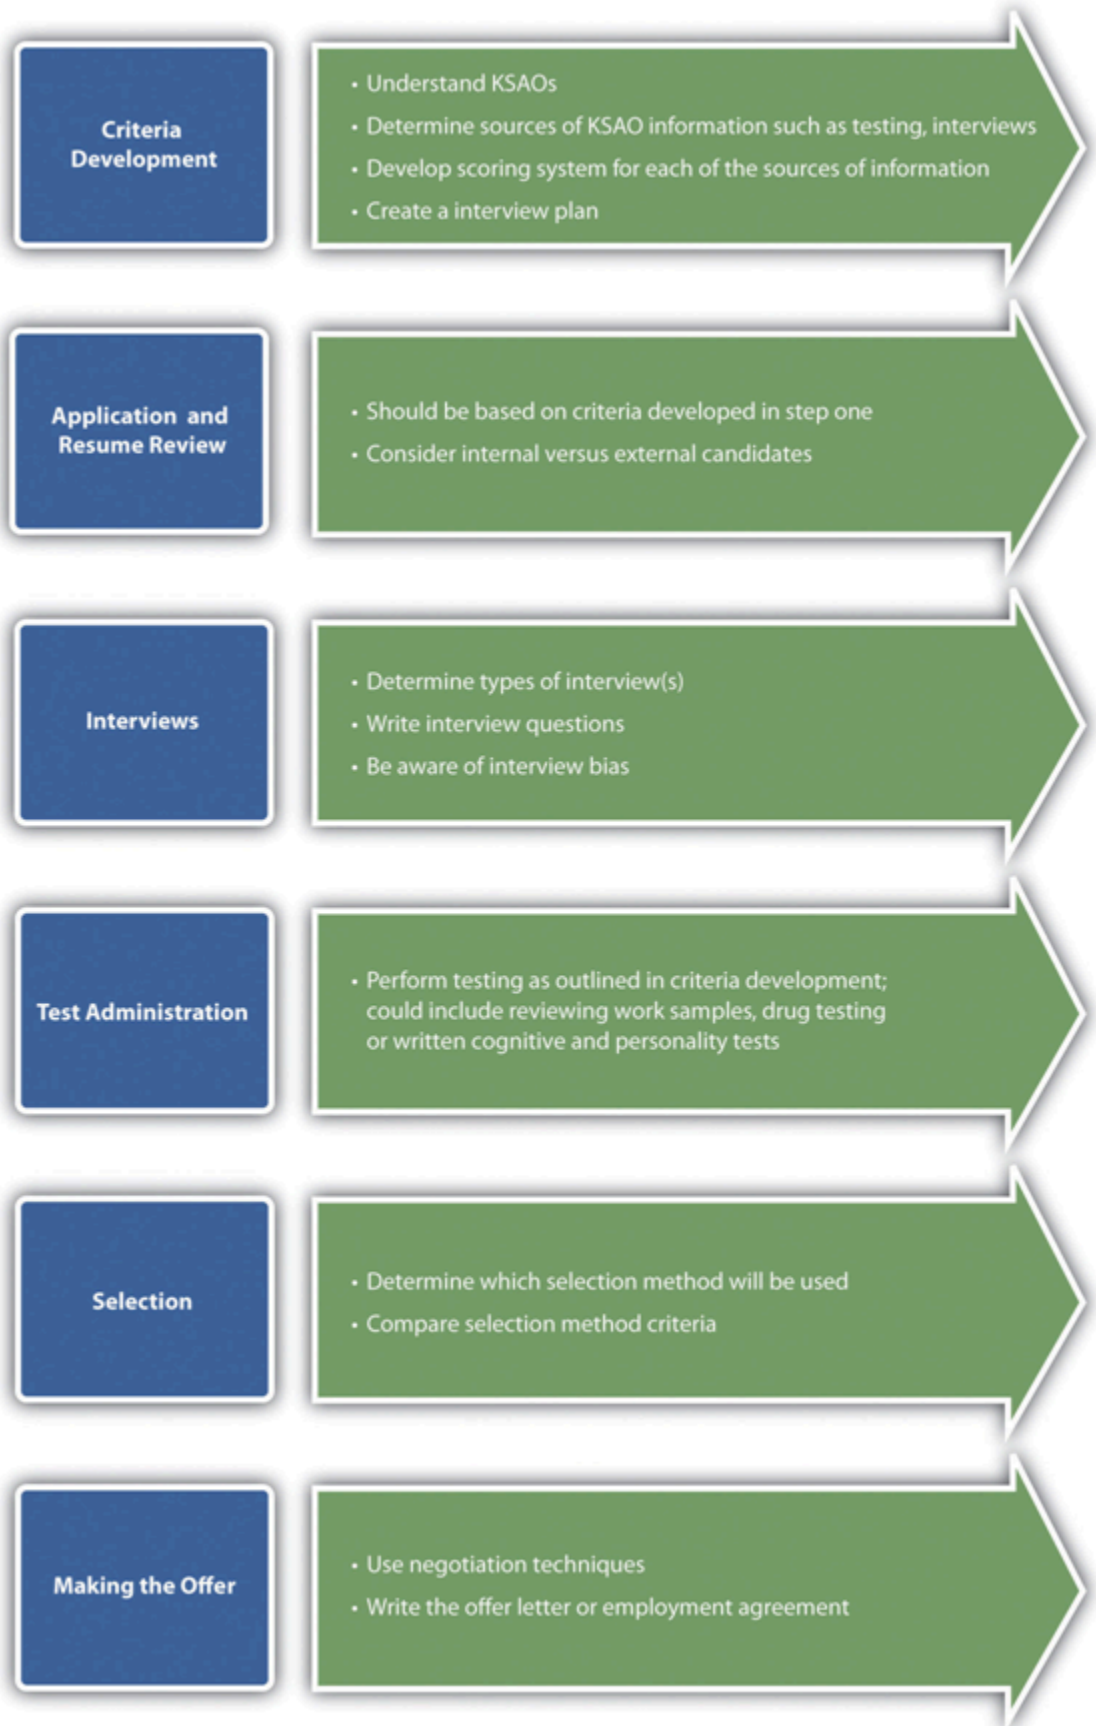 Criteria
Development
• Understand KSAOs
• Determine sources of KSAO information such as testing, interviews
• Develop scoring system for each of the sources of information
• Create a interview plan
Application and
Resume Review
• Should be based on criteria developed in step one
• Consider internal versus external candidates
Interviews
• Determine types of interview(s)
• Write interview questions
• Be aware of interview bias
Test Administration
• Perform testing as outlined in criteria development;
could include reviewing work samples, drug testing
or written cognitive and personality tests
Selection
• Determine which selection method will be used
• Compare selection method criteria
Making the Offer
• Use negotiation techniques
• Write the offer letter or employment agreement